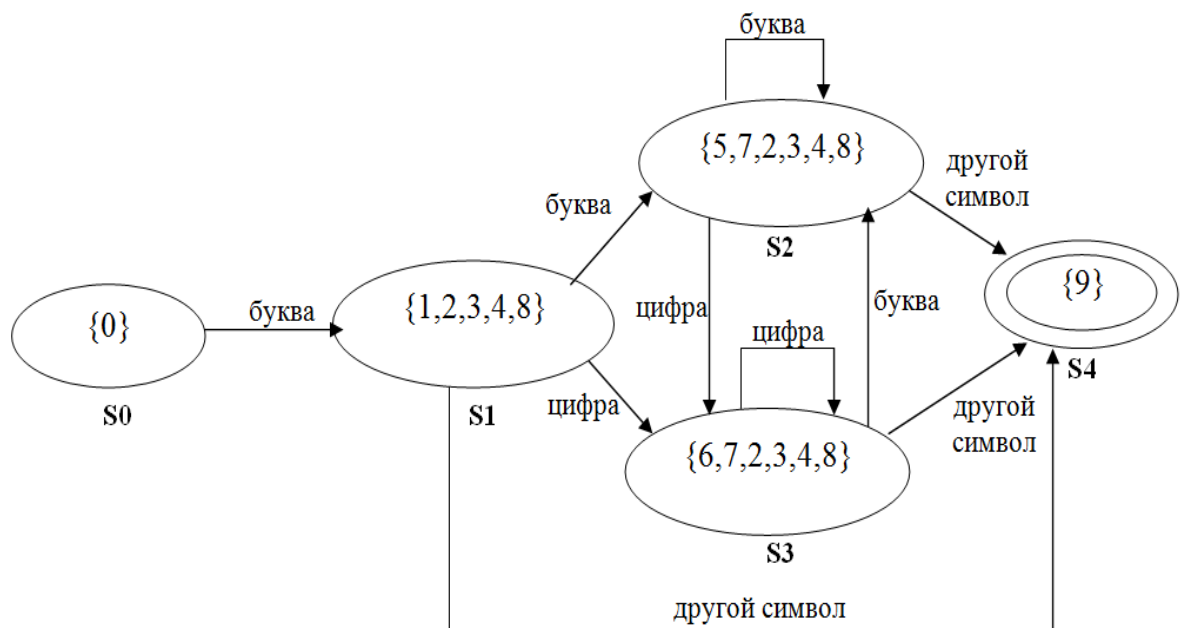 буква
{5,7,2,3,4,8}
другой
символ
буква
S2
{0}
буква
{1,2,3,4,8}
цифра
буква
{9}
цифра
S0
S1
цифра
S4
{6,7,2,3,4,8}
другой
символ
S3
другой символ